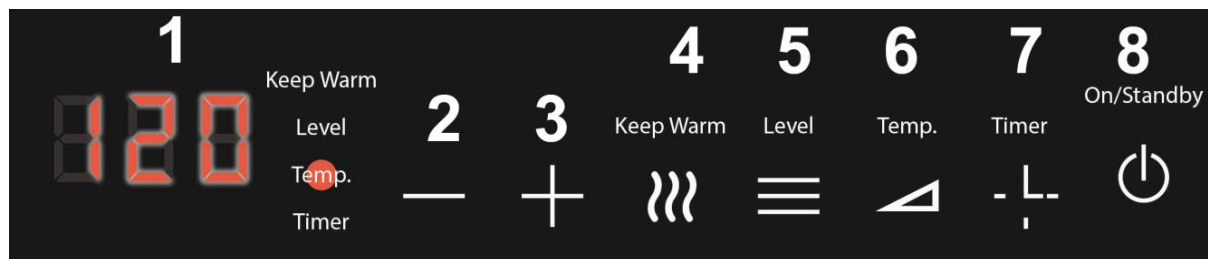 1
120
Keep Warm
Level
Temp.
Timer
2
3
4
Keep Warm
5
Level
6
Temp.
7
Timer
8
On/Standby